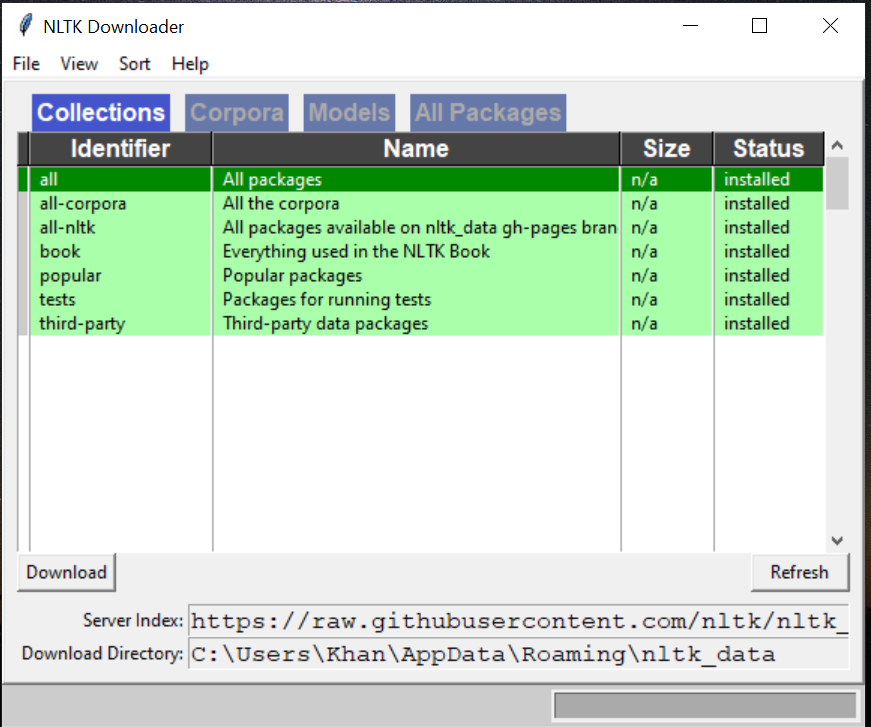 NLTK Downloader
File View Sort Help
Collections Corpora Models All Packages
Identifier Name Size Status
all All packages n/a installed
all-corpora All the corpora n/a installed
all-nltk All packages available on nltk_data gh-pages bran n/a installed
book Everything used in the NLTK Book n/a installed
popular Popular packages n/a installed
tests Packages for running tests n/a installed
third-party Third-party data packages n/a installed
Download Refresh
Server Index: https://raw.githubusercontent.com/nltk/nltk_
Download Directory: C:\Users\Khan\AppData\Roaming\nltk_data